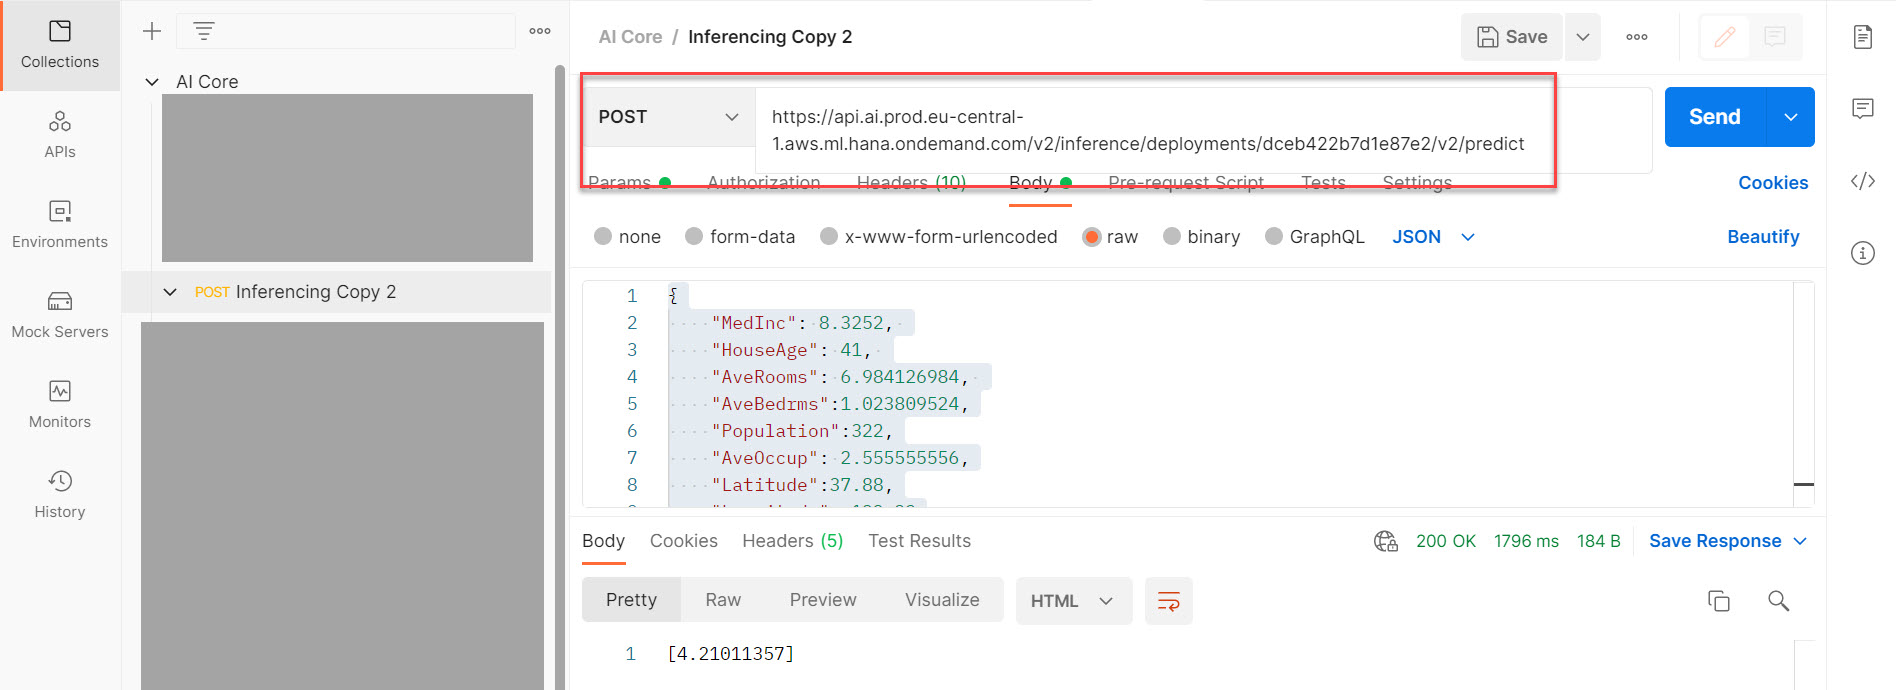 Collections
APIs
Environments
Mock Servers
Monitors
History
AI Core
POST Inferencing Copy 2
AI Core / Inferencing Copy 2
Save
POST
https://api.ai.prod.eu-central-
1.aws.ml.hana.ondemand.com/v2/inference/deployments/dceb422b7d1e87e2/v2/predict
Send
Params Authorization Headers (10) Body Pre-request Script Tests Settings
Cookies
none form-data x-www-form-urlencoded raw binary GraphQL JSON
Beautify
1 {
2 "MedInc": 8.3252,
3 "HouseAge": 41,
4 "AveRooms": 6.984126984,
5 "AveBedrms":1.023809524,
6 "Population":322,
7 "AveOccup": 2.555555556,
8 "Latitude":37.88,
Body Cookies Headers (5) Test Results
200 OK 1796 ms 184 B Save Response
Pretty Raw Preview Visualize HTML
1 [4.21011357]